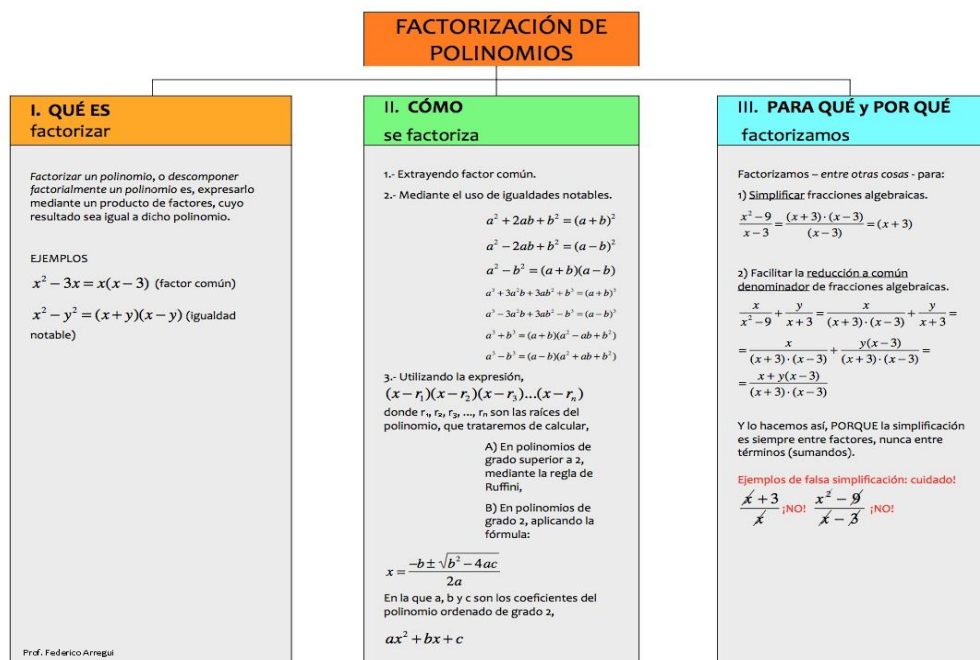 FACTORIZACIÓN DE
POLINOMIOS
I. QUÉ ES
factorizar
Factorizar un polinomio, o descomponer
factorialmente un polinomio es, expresarlo
mediante un producto de factores, cuyo
resultado sea igual a dicho polinomio.
EJEMPLOS
x² − 3x = x(x − 3) (factor común)
x² − y² = (x + y)(x − y) (igualdad
notable)
Prof. Federico Arregui
II. CÓMO
se factoriza
1.- Extrayendo factor común.
2.- Mediante el uso de igualdades notables.
a² + 2ab + b² = (a + b)²
a² − 2ab + b² = (a − b)²
a² − b² = (a + b)(a − b)
a³ + 3a²b + 3ab² + b³ = (a + b)³
a³ − 3a²b + 3ab² − b³ = (a − b)³
a³ + b³ = (a + b)(a² − ab + b²)
a³ − b³ = (a − b)(a² + ab + b²)
3.- Utilizando la expresión,
(x − r₁)(x − r₂)(x − r₃)...(x − rₙ)
donde r₁, r₂, r₃, ..., rₙ son las raíces del
polinomio, que trataremos de calcular,
A) En polinomios de
grado superior a 2,
mediante la regla de
Ruffini,
B) En polinomios de
grado 2, aplicando la
fórmula:
x = (−b ± √(b² − 4ac)) / 2a
En la que a, b y c son los coeficientes del
polinomio ordenado de grado 2,
ax² + bx + c
III. PARA QUÉ y POR QUÉ
factorizamos
Factorizamos – entre otras cosas - para:
1) Simplificar fracciones algebraicas.
(x² − 9)/(x − 3) = ((x + 3)·(x − 3))/(x − 3) = (x + 3)
2) Facilitar la reducción a común
denominador de fracciones algebraicas.
x/(x² − 9) + y/(x + 3) = x/((x + 3)·(x − 3)) + y/(x + 3) =
= x/((x + 3)·(x − 3)) + y(x − 3)/((x + 3)·(x − 3)) =
= (x + y(x − 3))/((x + 3)·(x − 3))
Y lo hacemos así, PORQUE la simplificación
es siempre entre factores, nunca entre
términos (sumandos).
Ejemplos de falsa simplificación: cuidado!
(x + 3)/x ¡NO! (x² − 9)/(x − 3) ¡NO!